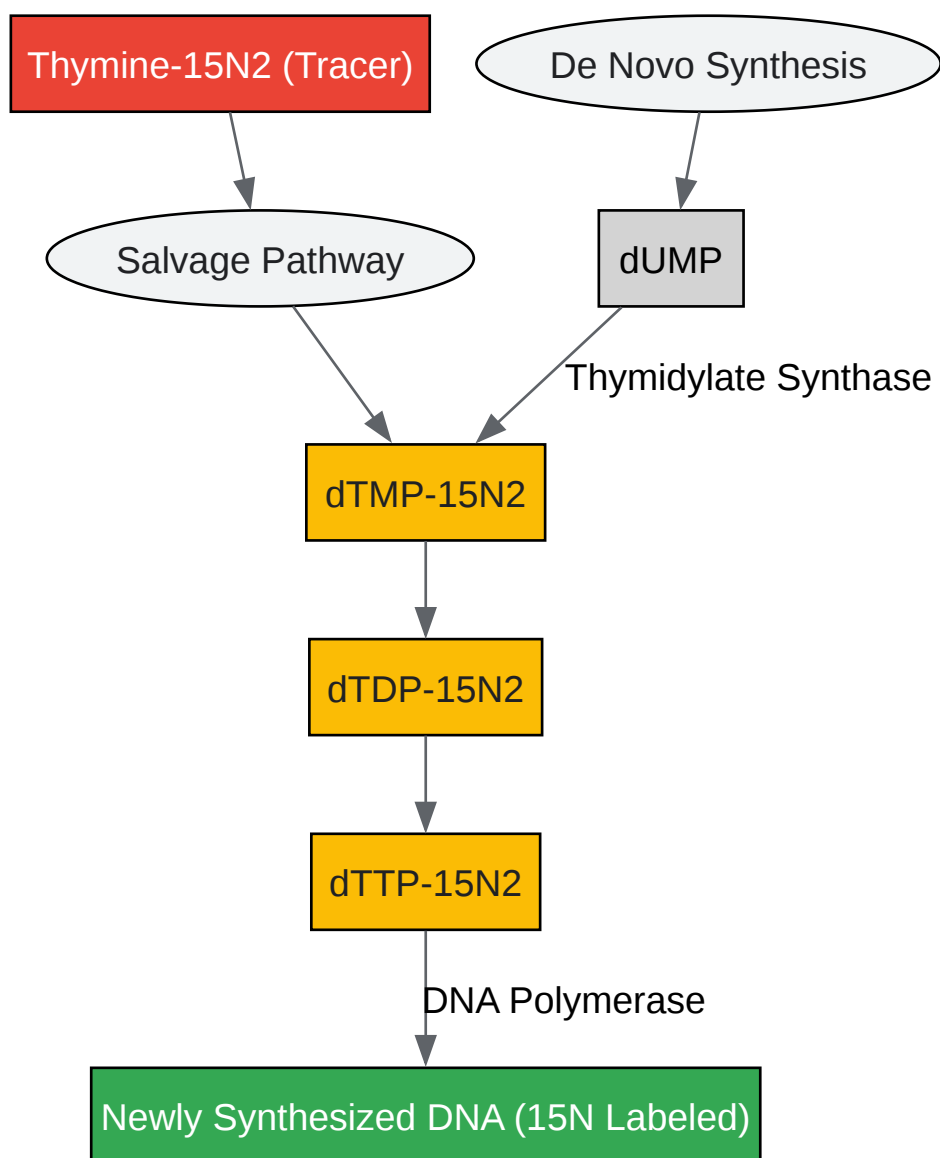 Thymine-15N2 (Tracer)
De Novo Synthesis
Salvage Pathway
dUMP
Thymidylate Synthase
dTMP-15N2
dTDP-15N2
dTTP-15N2
DNA Polymerase
Newly Synthesized DNA (15N Labeled)